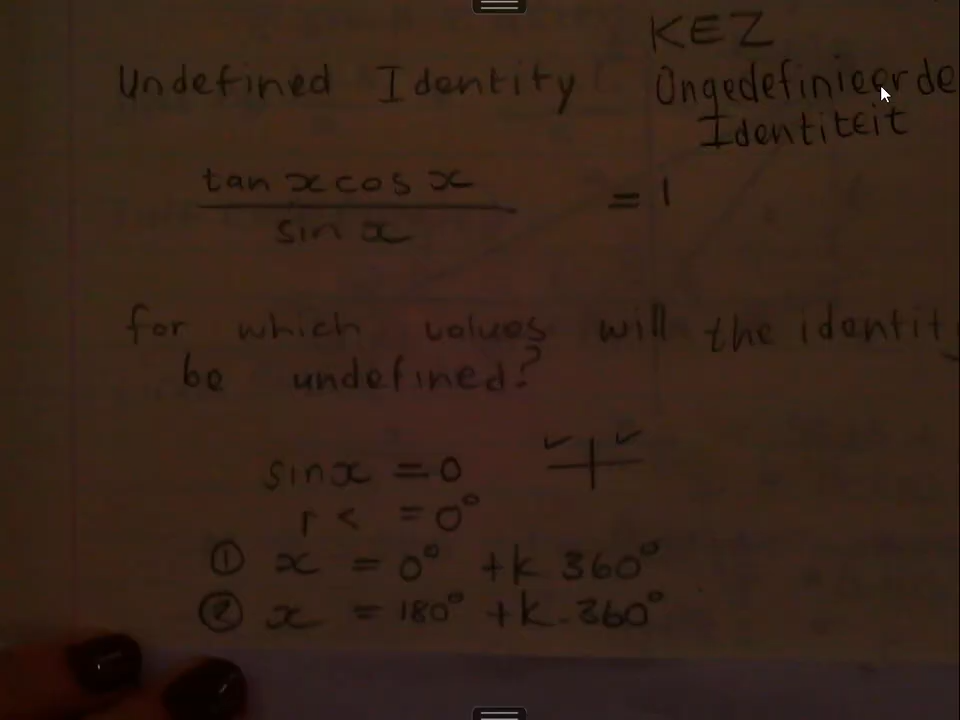 KEZ
Undefined Identity Ongedefinieerde
Identiteit
tan x cos x
sin x
= 1
for which values will the identity
be undefined?
sin x = 0
r < = 0°
① x = 0° + k 360°
② x = 180° + k.360°